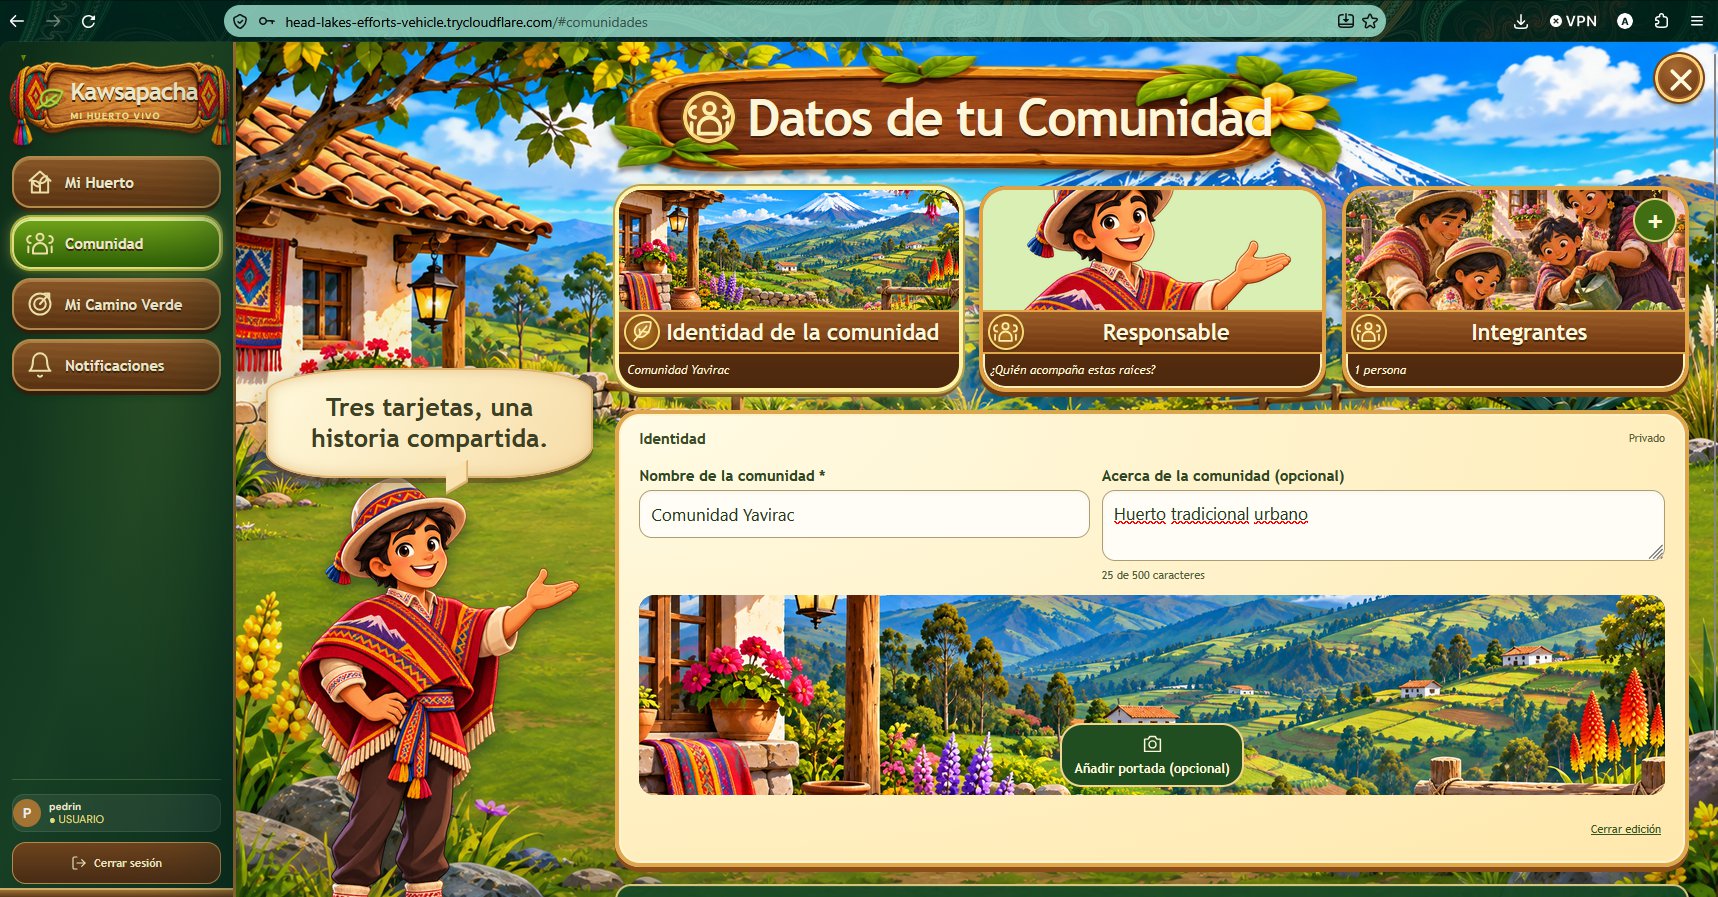 head-lakes-efforts-vehicle.trycloudflare.com/#comunidades
VPN
A
Kawsapacha
MI HUERTO VIVO
Mi Huerto
Comunidad
Mi Camino Verde
Notificaciones
P
pedrin
USUARIO
Cerrar sesión
Datos de tu Comunidad
Identidad de la comunidad
Comunidad Yavirac
Responsable
¿Quién acompaña estas raíces?
+
Integrantes
1 persona
Tres tarjetas, una
historia compartida.
Identidad
Privado
Nombre de la comunidad *
Comunidad Yavirac
Acerca de la comunidad (opcional)
Huerto tradicional urbano
25 de 500 caracteres
Añadir portada (opcional)
Cerrar edición